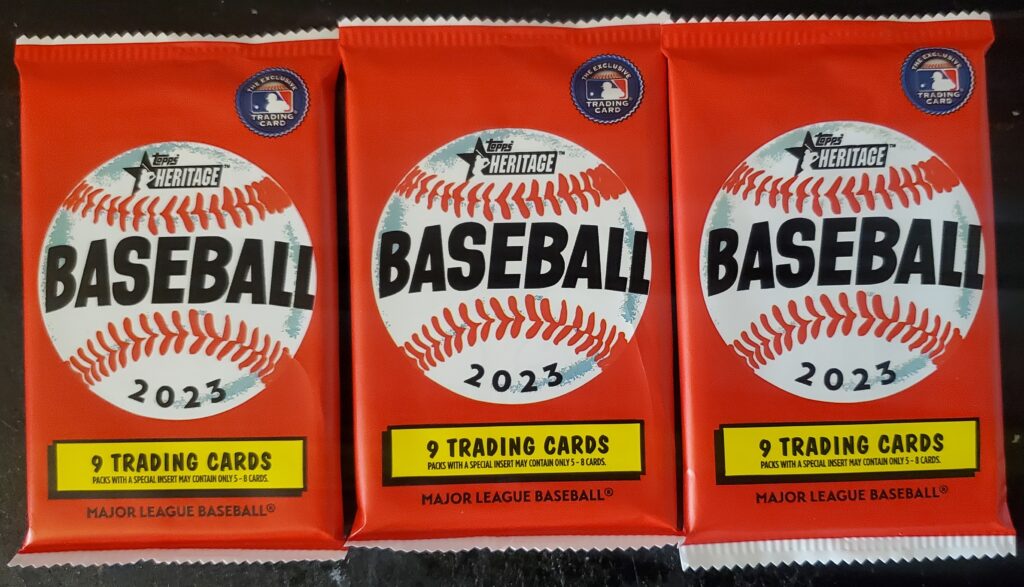 THE EXCLUSIVE
TRADING
CARD
topps
HERITAGE™
BASEBALL
2023
9 TRADING CARDS
PACKS WITH A SPECIAL INSERT MAY CONTAIN ONLY 5 - 8 CARDS.
MAJOR LEAGUE BASEBALL®
THE EXCLUSIVE
TRADING
CARD
topps
HERITAGE™
BASEBALL
2023
9 TRADING CARDS
PACKS WITH A SPECIAL INSERT MAY CONTAIN ONLY 5 - 8 CARDS.
MAJOR LEAGUE BASEBALL®
THE EXCLUSIVE
TRADING
CARD
topps
HERITAGE™
BASEBALL
2023
9 TRADING CARDS
PACKS WITH A SPECIAL INSERT MAY CONTAIN ONLY 5 - 8 CARDS.
MAJOR LEAGUE BASEBALL®